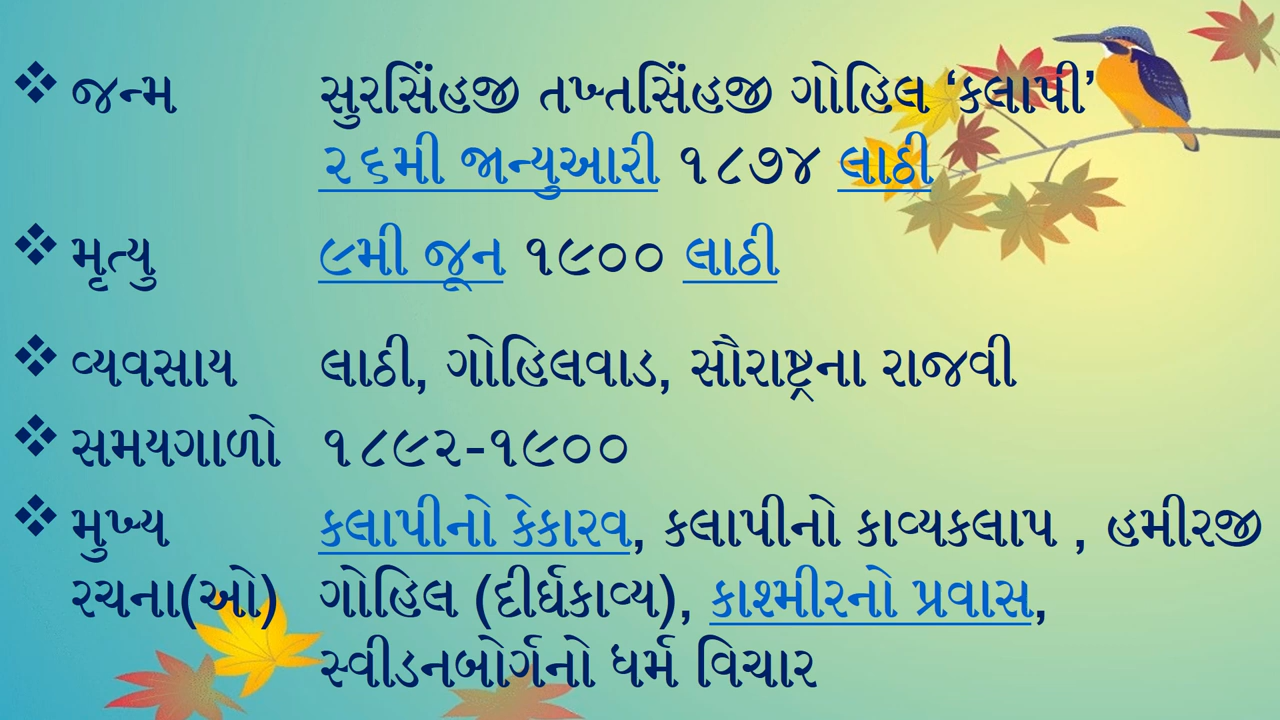 ❖ જન્મ સુરસિંહજી તખ્તસિંહજી ગોહિલ ‘કલાપી’
૨૬મી જાન્યુઆરી ૧૮૭૪ લાઠી
❖ મૃત્યુ ૯મી જૂન ૧૯૦૦ લાઠી
❖ વ્યવસાય લાઠી, ગોહિલવાડ, સૌરાષ્ટ્રના રાજવી
❖ સમયગાળો ૧૮૯૨-૧૯૦૦
❖ મુખ્ય કલાપીનો કેકારવ, કલાપીનો કાવ્યકલાપ , હમીરજી
રચના(ઓ) ગોહિલ (દીર્ઘકાવ્ય), કાશ્મીરનો પ્રવાસ,
સ્વીડનબોર્ગનો ધર્મ વિચાર